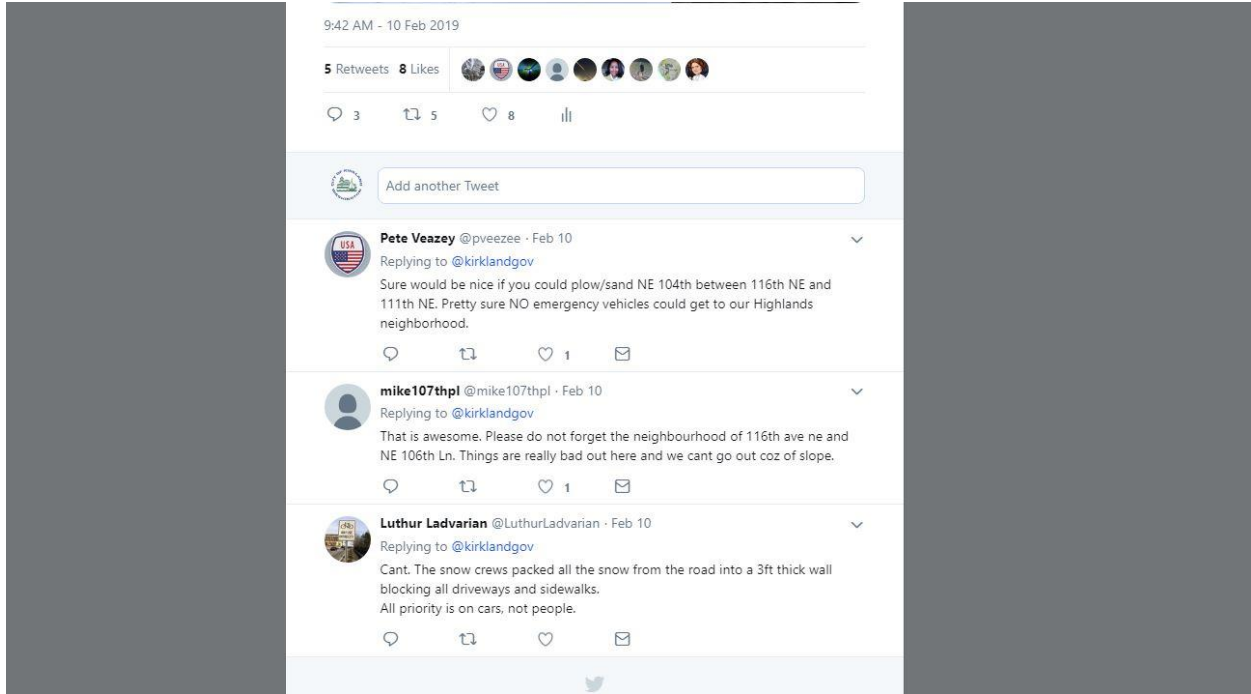 9:42 AM - 10 Feb 2019
5 Retweets 8 Likes
3 5 8
Add another Tweet
USA
Pete Veazey @pveezee · Feb 10
Replying to @kirklandgov
Sure would be nice if you could plow/sand NE 104th between 116th NE and
111th NE. Pretty sure NO emergency vehicles could get to our Highlands
neighborhood.
1
mike107thpl @mike107thpl · Feb 10
Replying to @kirklandgov
That is awesome. Please do not forget the neighbourhood of 116th ave ne and
NE 106th Ln. Things are really bad out here and we cant go out coz of slope.
1
Luthur Ladvarian @LuthurLadvarian · Feb 10
Replying to @kirklandgov
Cant. The snow crews packed all the snow from the road into a 3ft thick wall
blocking all driveways and sidewalks.
All priority is on cars, not people.